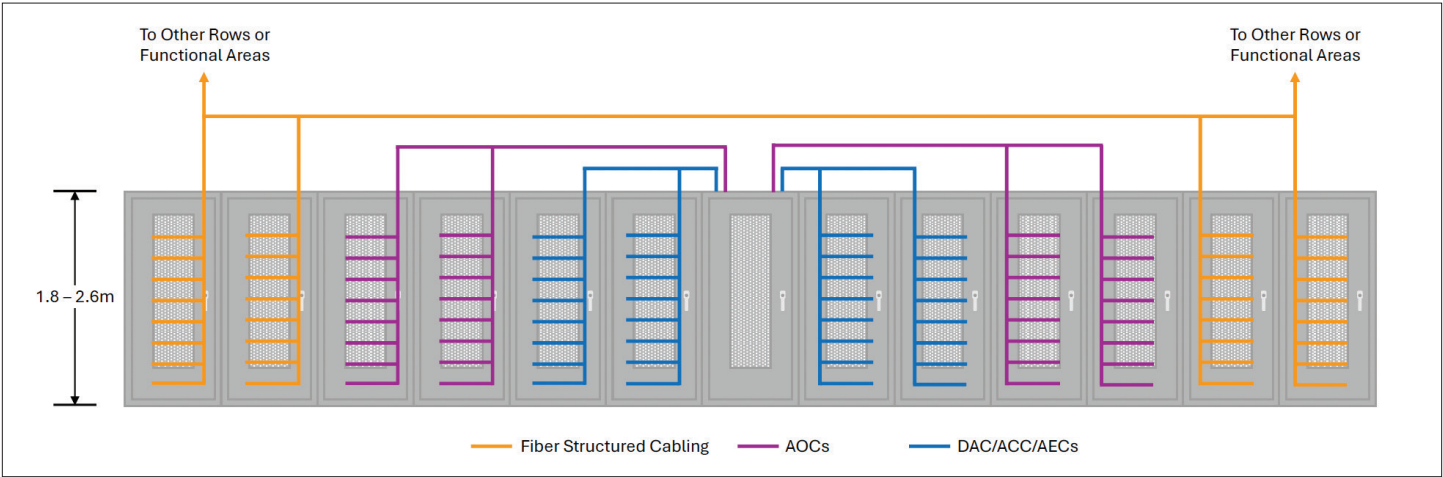 To Other Rows or
Functional Areas
To Other Rows or
Functional Areas
1.8 – 2.6m
Fiber Structured Cabling
AOCs
DAC/ACC/AECs